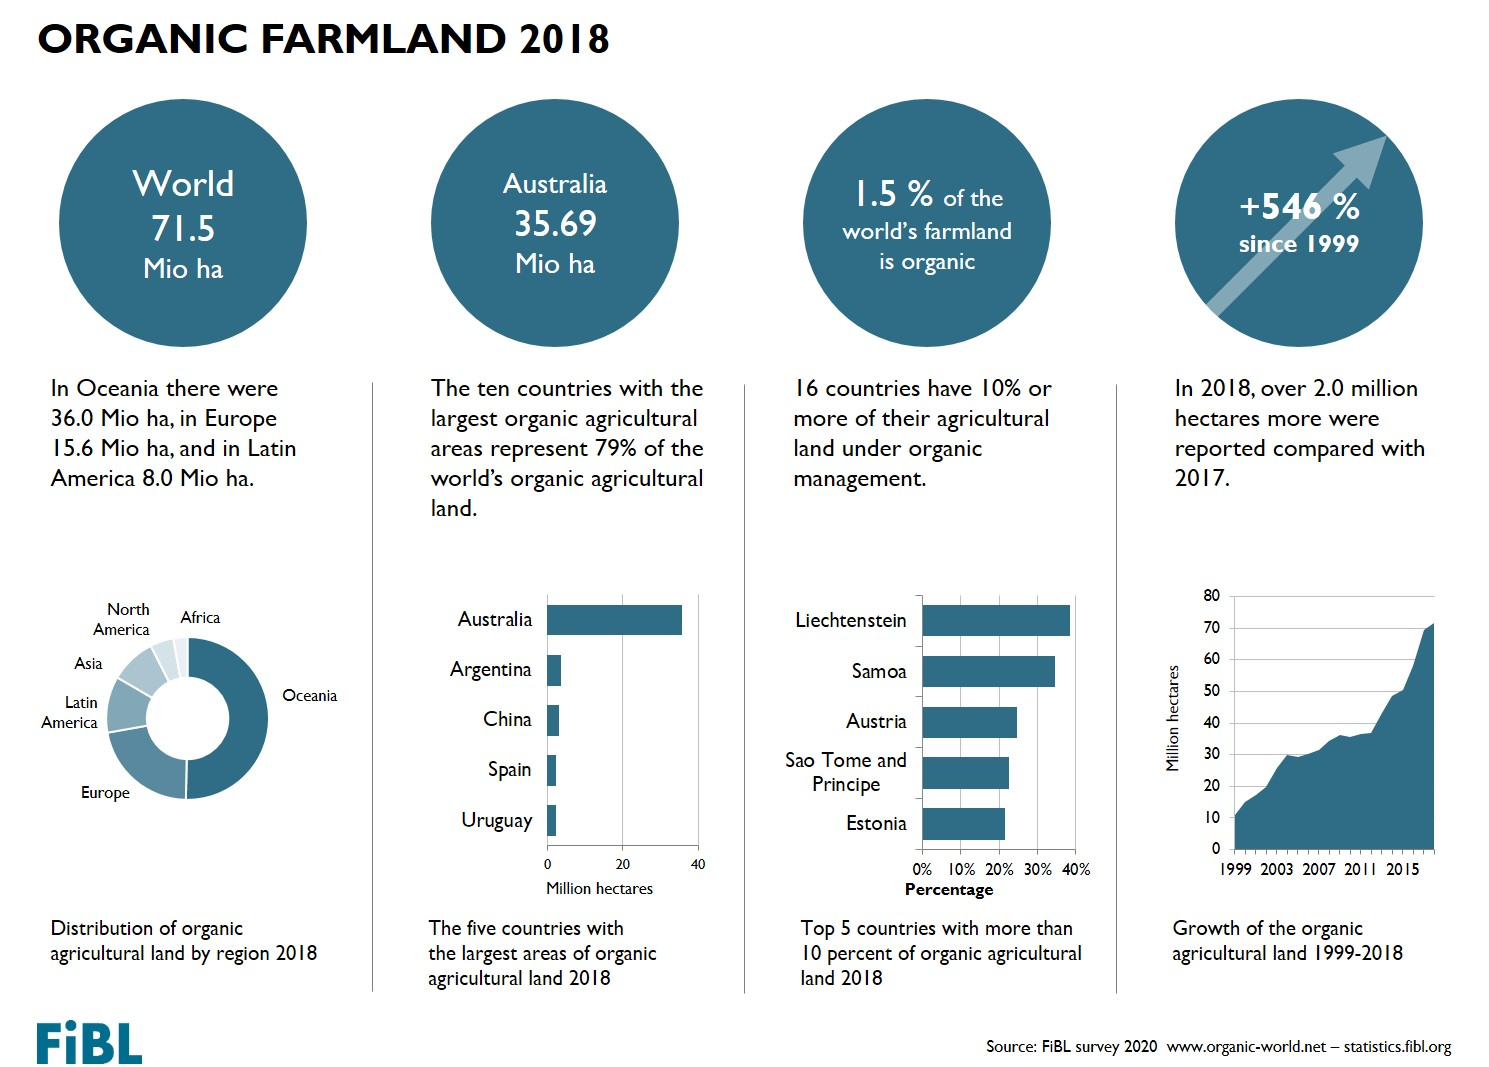 ORGANIC FARMLAND 2018
World
71.5
Mio ha
Australia
35.69
Mio ha
1.5 % of the
world's farmland
is organic
+546 %
since 1999
In Oceania there were
36.0 Mio ha, in Europe
15.6 Mio ha, and in Latin
America 8.0 Mio ha.
The ten countries with the
largest organic agricultural
areas represent 79% of the
world's organic agricultural
land.
16 countries have 10% or
more of their agricultural
land under organic
management.
In 2018, over 2.0 million
hectares more were
reported compared with
2017.
North
America
Africa
Asia
Latin
America
Oceania
Europe
Distribution of organic
agricultural land by region 2018
Australia
Argentina
China
Spain
Uruguay
0 20 40
Million hectares
The five countries with
the largest areas of organic
agricultural land 2018
Liechtenstein
Samoa
Austria
Sao Tome and
Principe
Estonia
0% 10% 20% 30% 40%
Percentage
Top 5 countries with more than
10 percent of organic agricultural
land 2018
Million hectares
80
70
60
50
40
30
20
10
0
1999 2003 2007 2011 2015
Growth of the organic
agricultural land 1999-2018
FiBL
Source: FiBL survey 2020 www.organic-world.net – statistics.fibl.org